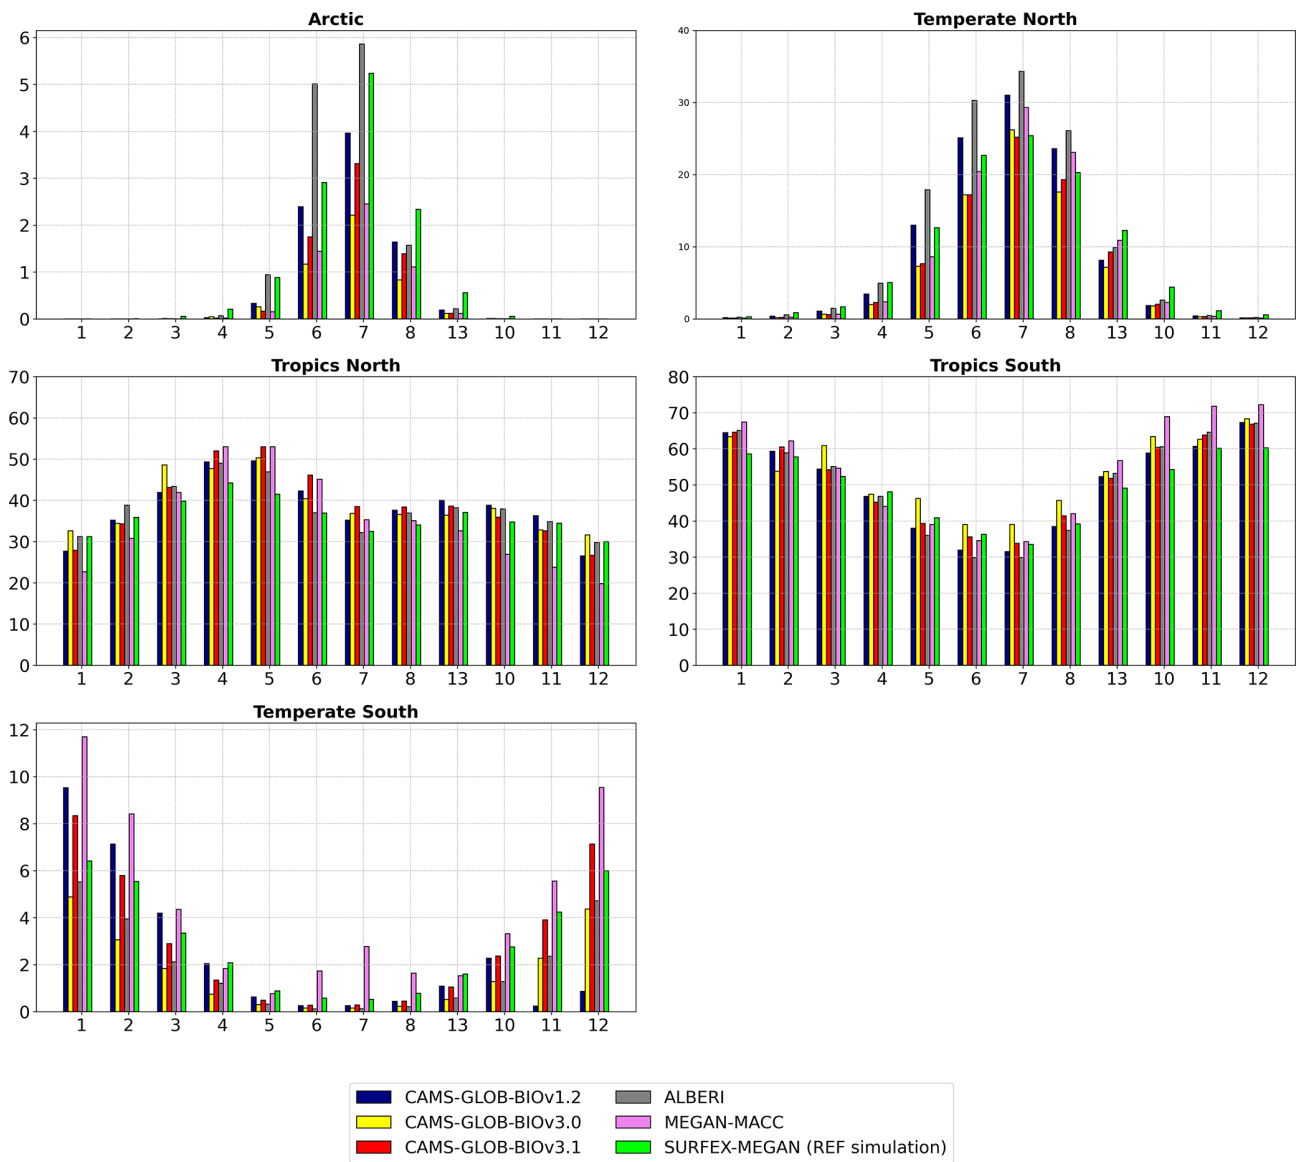 Arctic
6
5
4
3
2
1
0
1 2 3 4 5 6 7 8 13 10 11 12
Temperate North
40
30
20
10
0
1 2 3 4 5 6 7 8 13 10 11 12
Tropics North
70
60
50
40
30
20
10
0
1 2 3 4 5 6 7 8 13 10 11 12
Tropics South
80
70
60
50
40
30
20
10
0
1 2 3 4 5 6 7 8 13 10 11 12
Temperate South
12
10
8
6
4
2
0
1 2 3 4 5 6 7 8 13 10 11 12
CAMS-GLOB-BIOv1.2
CAMS-GLOB-BIOv3.0
CAMS-GLOB-BIOv3.1
ALBERI
MEGAN-MACC
SURFEX-MEGAN (REF simulation)